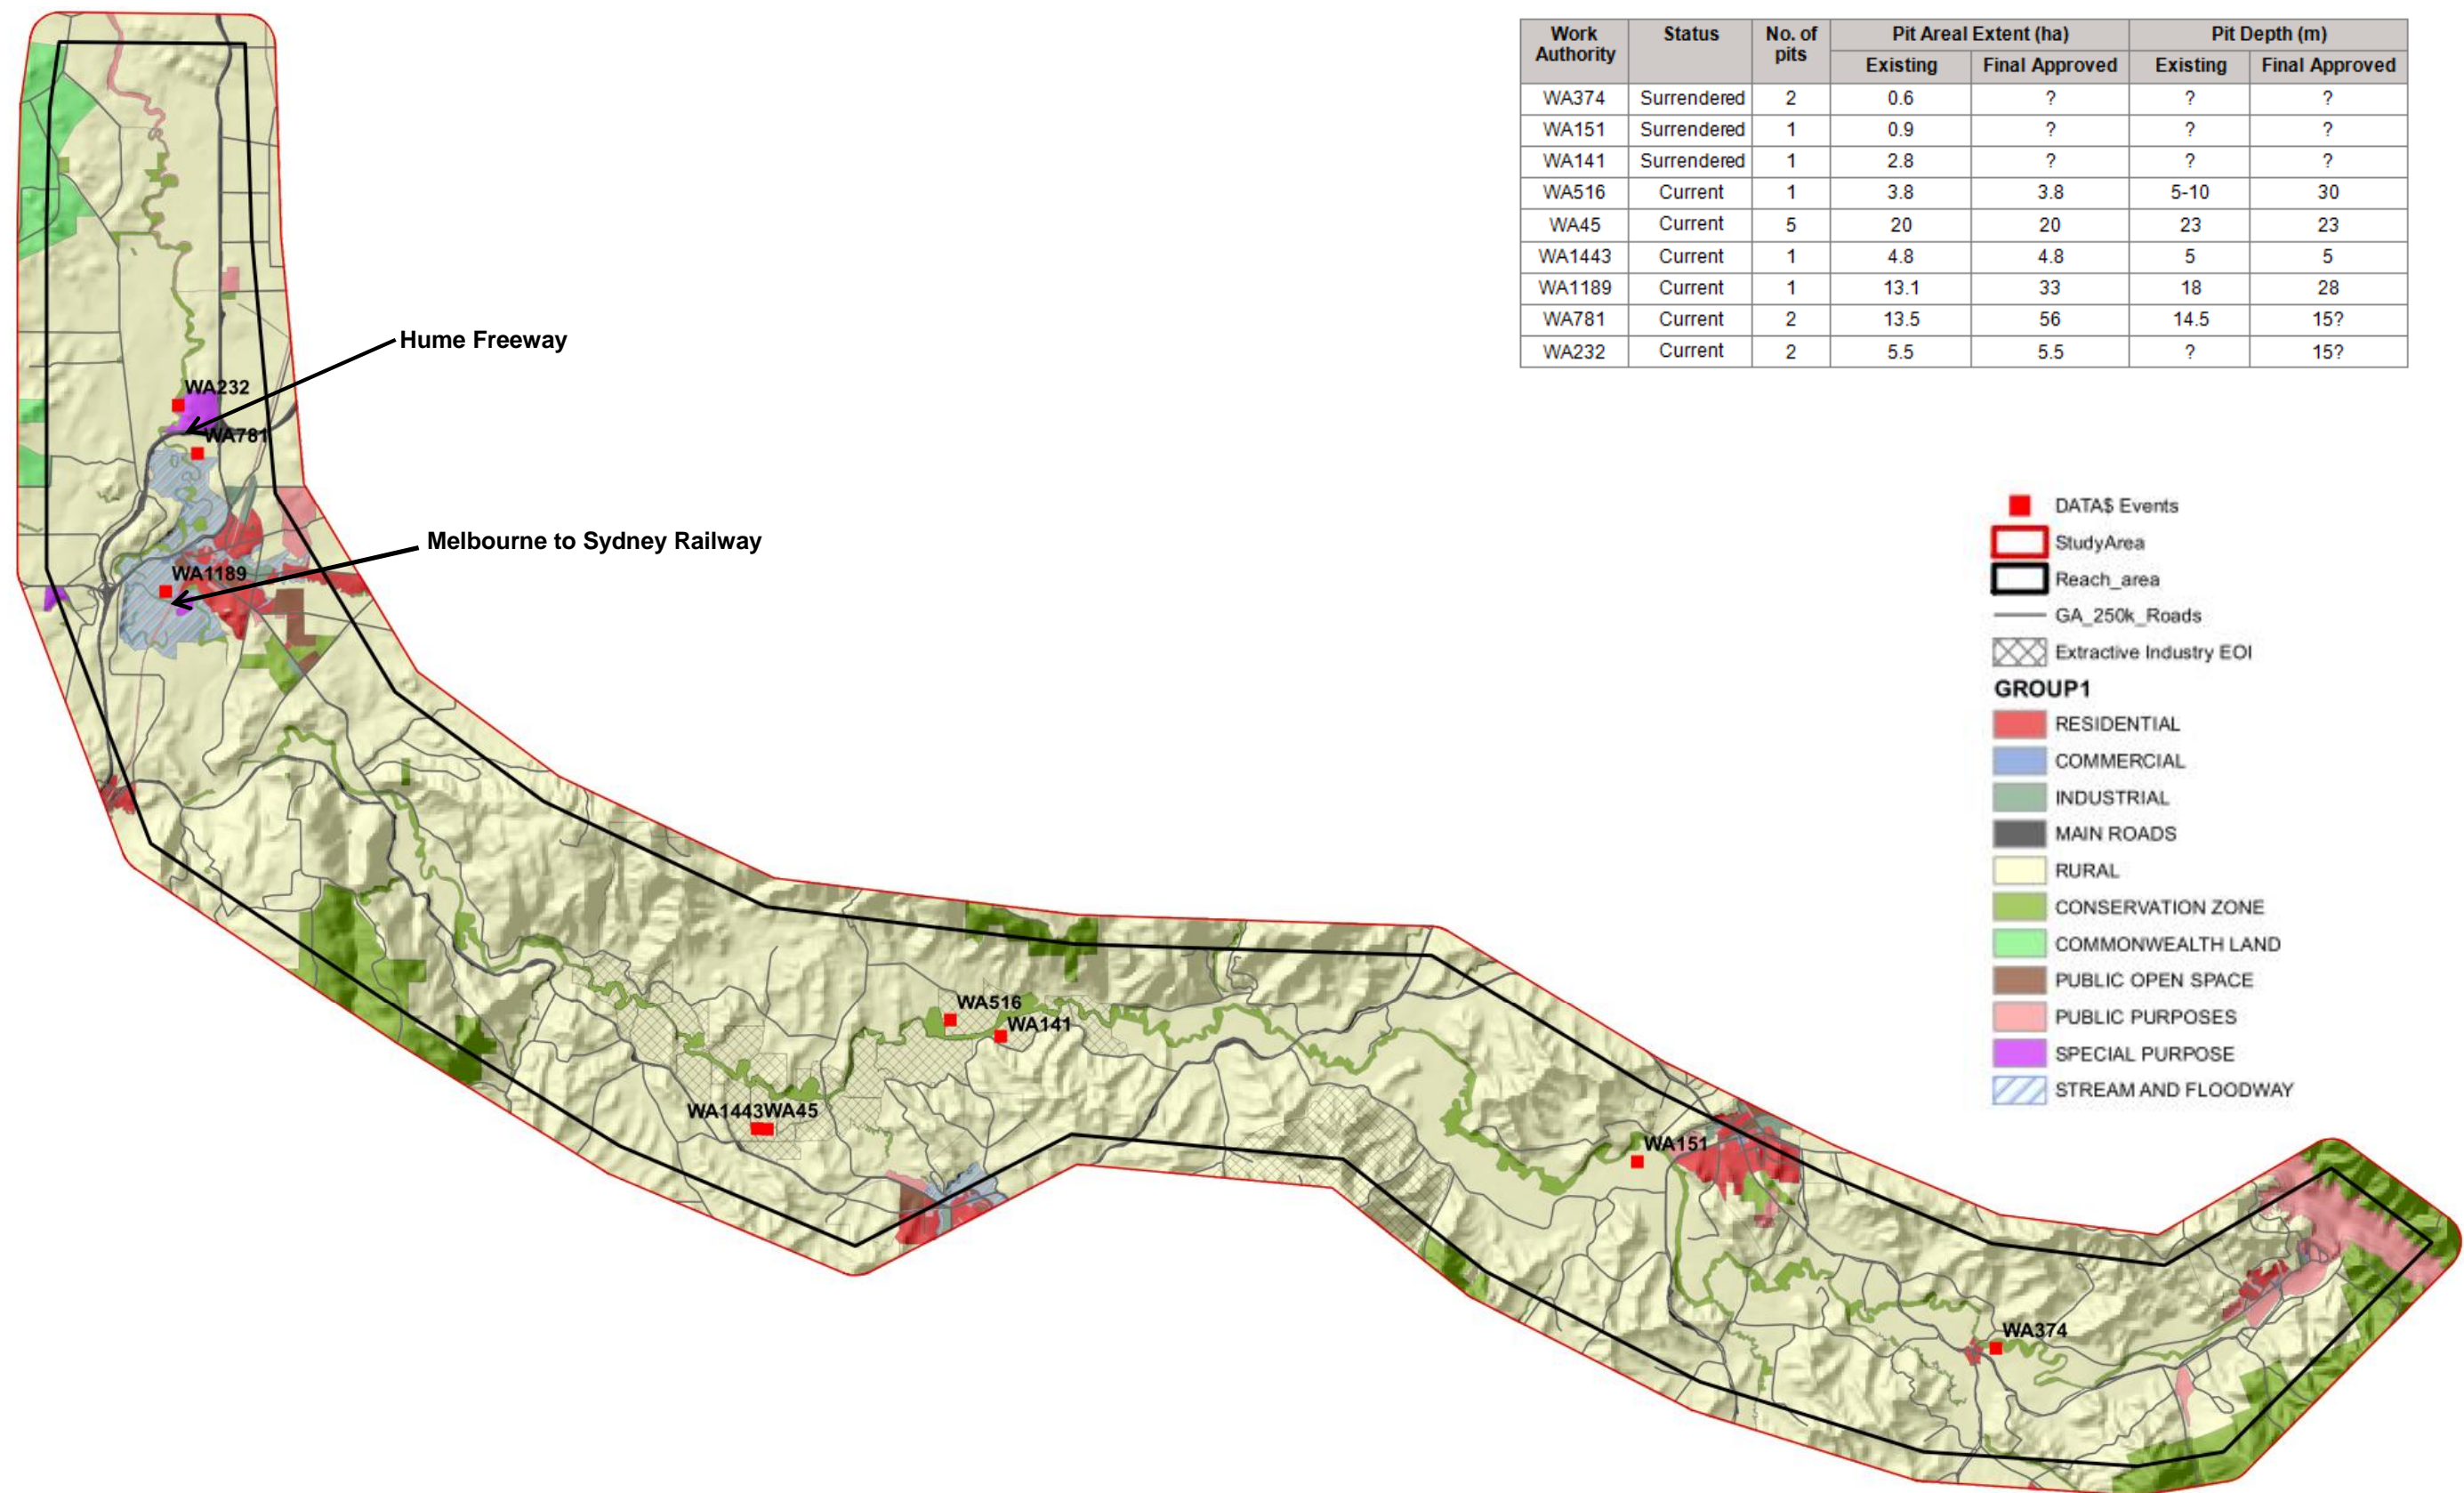 Work Authority Status No. of pits Pit Areal Extent (ha) Pit Depth (m)
Existing Final Approved Existing Final Approved
WA374 Surrendered 2 0.6 ? ? ?
WA151 Surrendered 1 0.9 ? ? ?
WA141 Surrendered 1 2.8 ? ? ?
WA516 Current 1 3.8 3.8 5-10 30
WA45 Current 5 20 20 23 23
WA1443 Current 1 4.8 4.8 5 5
WA1189 Current 1 13.1 33 18 28
WA781 Current 2 13.5 56 14.5 15?
WA232 Current 2 5.5 5.5 ? 15?
Hume Freeway
WA232
WA781
Melbourne to Sydney Railway
WA1189
DATA$ Events
StudyArea
Reach_area
GA_250k_Roads
Extractive Industry EOI
GROUP1
RESIDENTIAL
COMMERCIAL
INDUSTRIAL
MAIN ROADS
RURAL
CONSERVATION ZONE
COMMONWEALTH LAND
PUBLIC OPEN SPACE
PUBLIC PURPOSES
SPECIAL PURPOSE
STREAM AND FLOODWAY
WA516
WA141
WA1443WA45
WA151
WA374